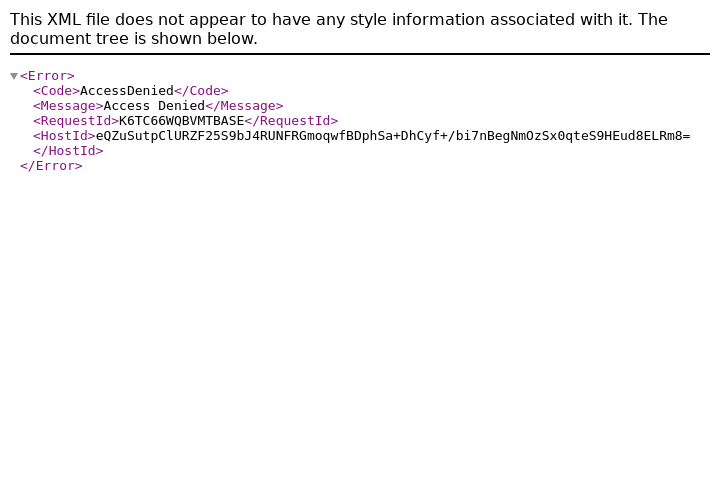 This XML file does not appear to have any style information associated with it. The
document tree is shown below.
<Error>
<Code>AccessDenied</Code>
<Message>Access Denied</Message>
<RequestId>K6TC66WQBVMTBASE</RequestId>
<HostId>eQZuSutpClURZF25S9bJ4RUNFRGmoqwfBDphSa+DhCyf+/bi7nBegNmOzSx0qteS9HEud8ELRm8=
</HostId>
</Error>